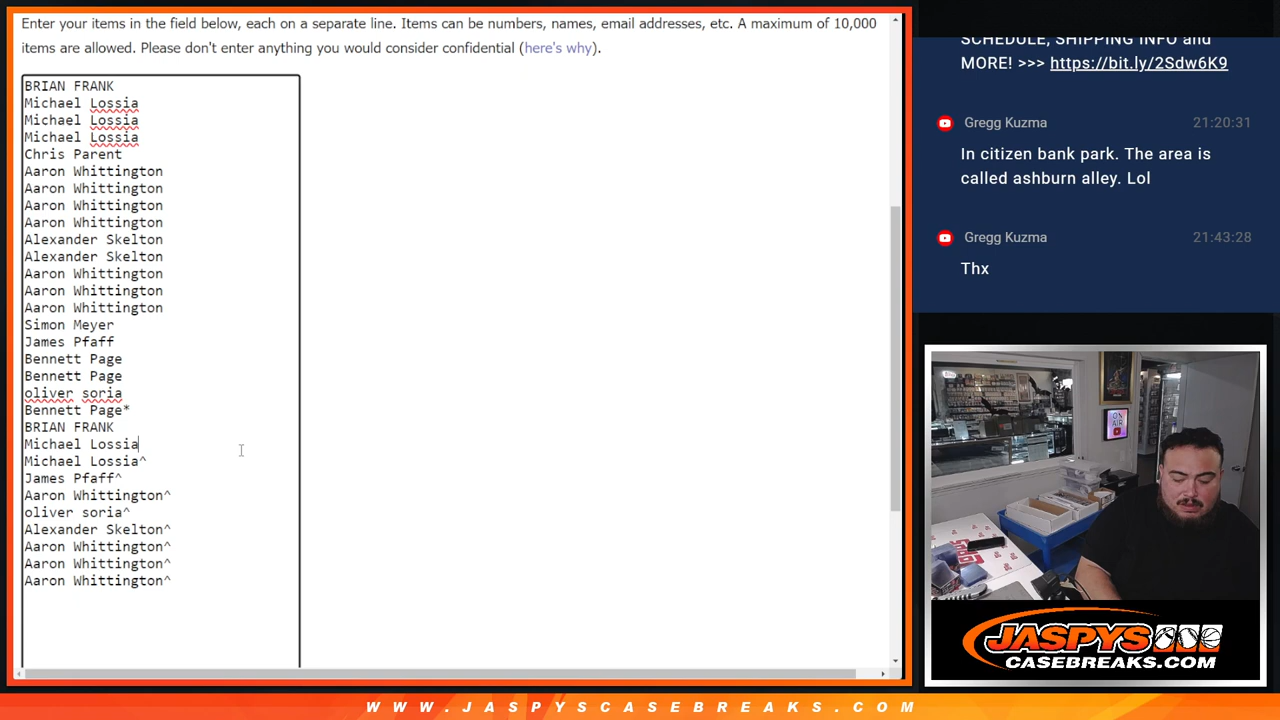 Enter your items in the field below, each on a separate line. Items can be numbers, names, email addresses, etc. A maximum of 10,000
items are allowed. Please don't enter anything you would consider confidential (here's why).
BRIAN FRANK
Michael Lossia
Michael Lossia
Michael Lossia
Chris Parent
Aaron Whittington
Aaron Whittington
Aaron Whittington
Aaron Whittington
Alexander Skelton
Alexander Skelton
Aaron Whittington
Aaron Whittington
Aaron Whittington
Simon Meyer
James Pfaff
Bennett Page
Bennett Page
oliver soria
Bennett Page*
BRIAN FRANK
Michael Lossia
Michael Lossia^
James Pfaff^
Aaron Whittington^
oliver soria^
Alexander Skelton^
Aaron Whittington^
Aaron Whittington^
Aaron Whittington^
SCHEDULE, SHIPPING INFO and
MORE! >>> https://bit.ly/2Sdw6K9
Gregg Kuzma 21:20:31
In citizen bank park. The area is
called ashburn alley. Lol
Gregg Kuzma 21:43:28
Thx
ON
AIR
JASPYS
CASEBREAKS.COM
WWW.JASPYSCASEBREAKS.COM